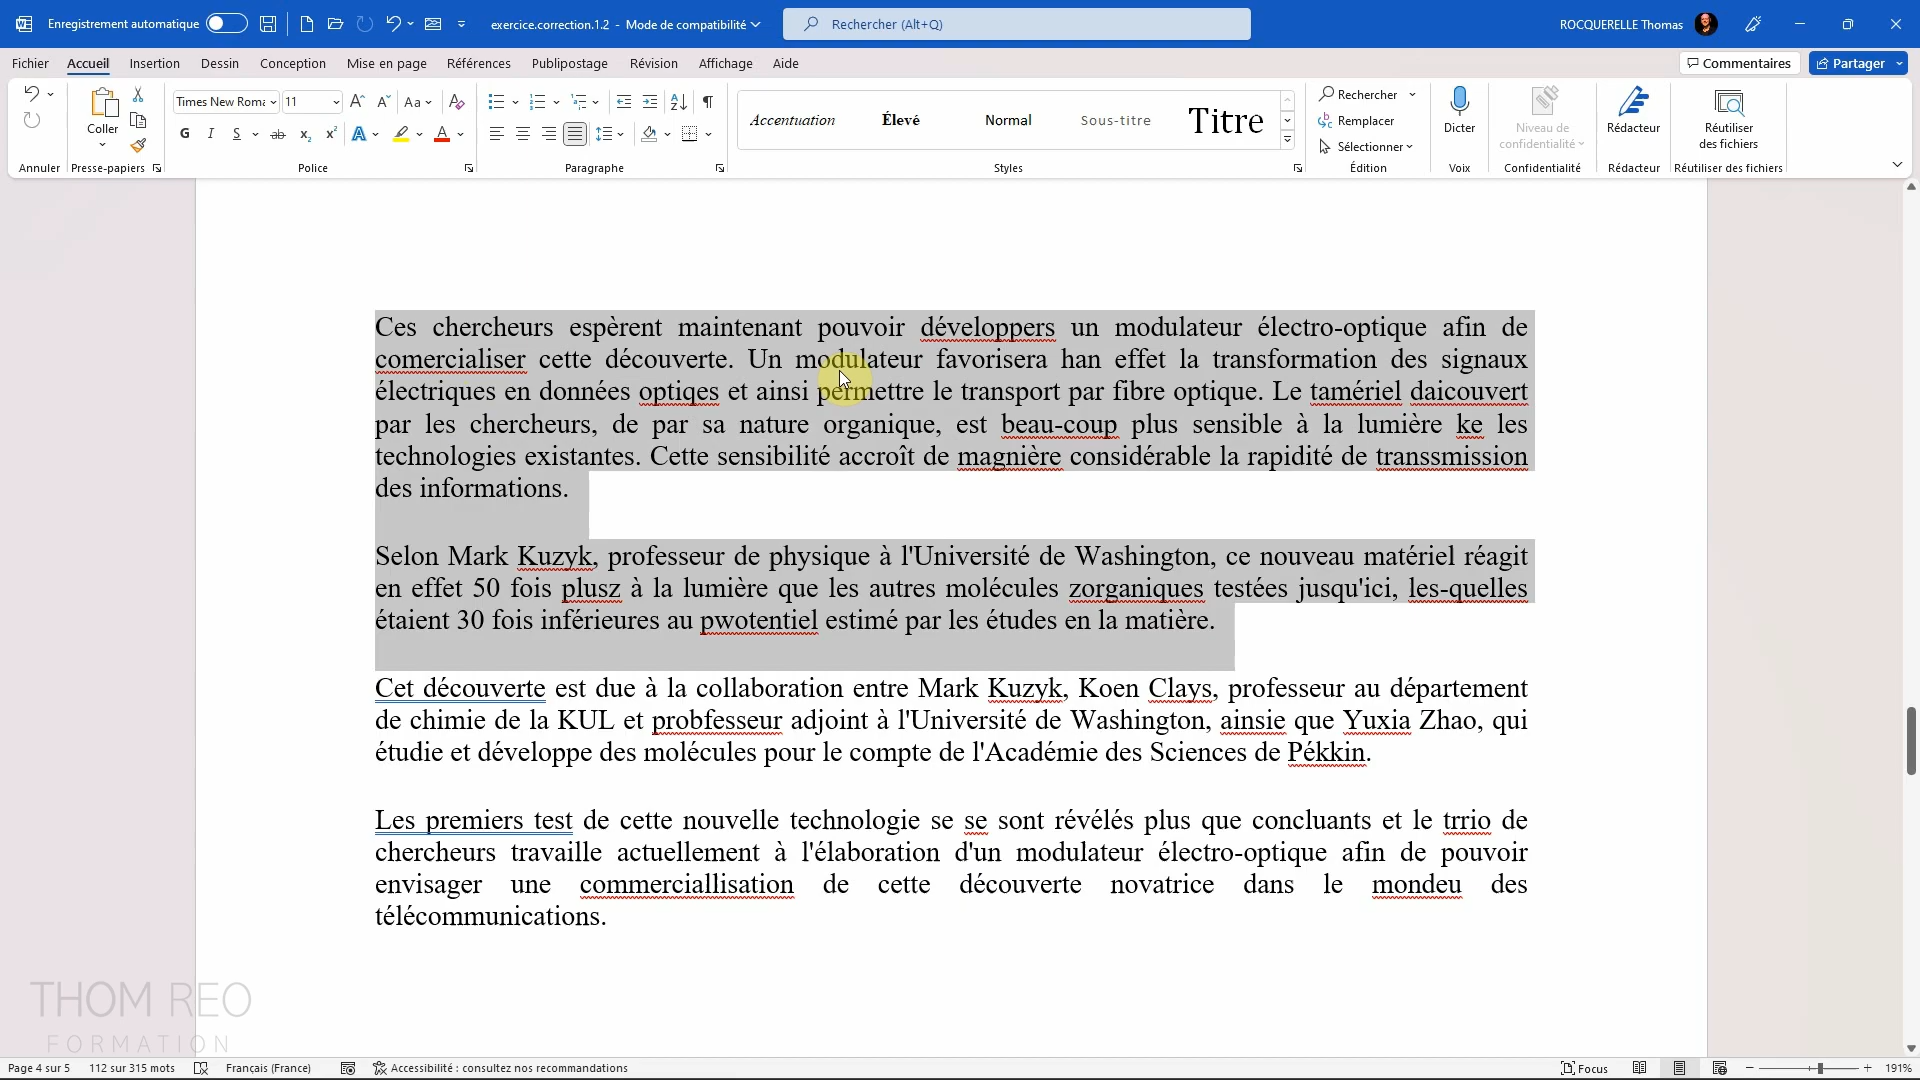 Enregistrement automatique
exercice.correction.1.2 - Mode de compatibilité
Rechercher (Alt+Q)
ROCQUERELLE Thomas
Fichier Accueil Insertion Dessin Conception Mise en page Références Publipostage Révision Affichage Aide
Commentaires Partager
Times New Roma 11
Coller
Accentuation Élevé Normal Sous-titre Titre
Rechercher
Remplacer
Sélectionner
Dicter
Niveau de
confidentialité
Rédacteur
Réutiliser
des fichiers
Annuler Presse-papiers Police Paragraphe Styles Édition Voix Confidentialité Rédacteur Réutiliser des fichiers
Ces chercheurs espèrent maintenant pouvoir développers un modulateur électro-optique afin de
comercialiser cette découverte. Un modulateur favorisera han effet la transformation des signaux
électriques en données optiqes et ainsi permettre le transport par fibre optique. Le tamériel daicouvert
par les chercheurs, de par sa nature organique, est beau-coup plus sensible à la lumière ke les
technologies existantes. Cette sensibilité accroît de magnière considérable la rapidité de transsmission
des informations.
Selon Mark Kuzyk, professeur de physique à l'Université de Washington, ce nouveau matériel réagit
en effet 50 fois plusz à la lumière que les autres molécules zorganiques testées jusqu'ici, les-quelles
étaient 30 fois inférieures au pwotentiel estimé par les études en la matière.
Cet découverte est due à la collaboration entre Mark Kuzyk, Koen Clays, professeur au département
de chimie de la KUL et probfesseur adjoint à l'Université de Washington, ainsie que Yuxia Zhao, qui
étudie et développe des molécules pour le compte de l'Académie des Sciences de Pékkin.
Les premiers test de cette nouvelle technologie se se sont révélés plus que concluants et le trrio de
chercheurs travaille actuellement à l'élaboration d'un modulateur électro-optique afin de pouvoir
envisager une commerciallisation de cette découverte novatrice dans le mondeu des
télécommunications.
THOM REO
FORMATION
Page 4 sur 5 112 sur 315 mots Français (France) Accessibilité : consultez nos recommandations Focus 191%